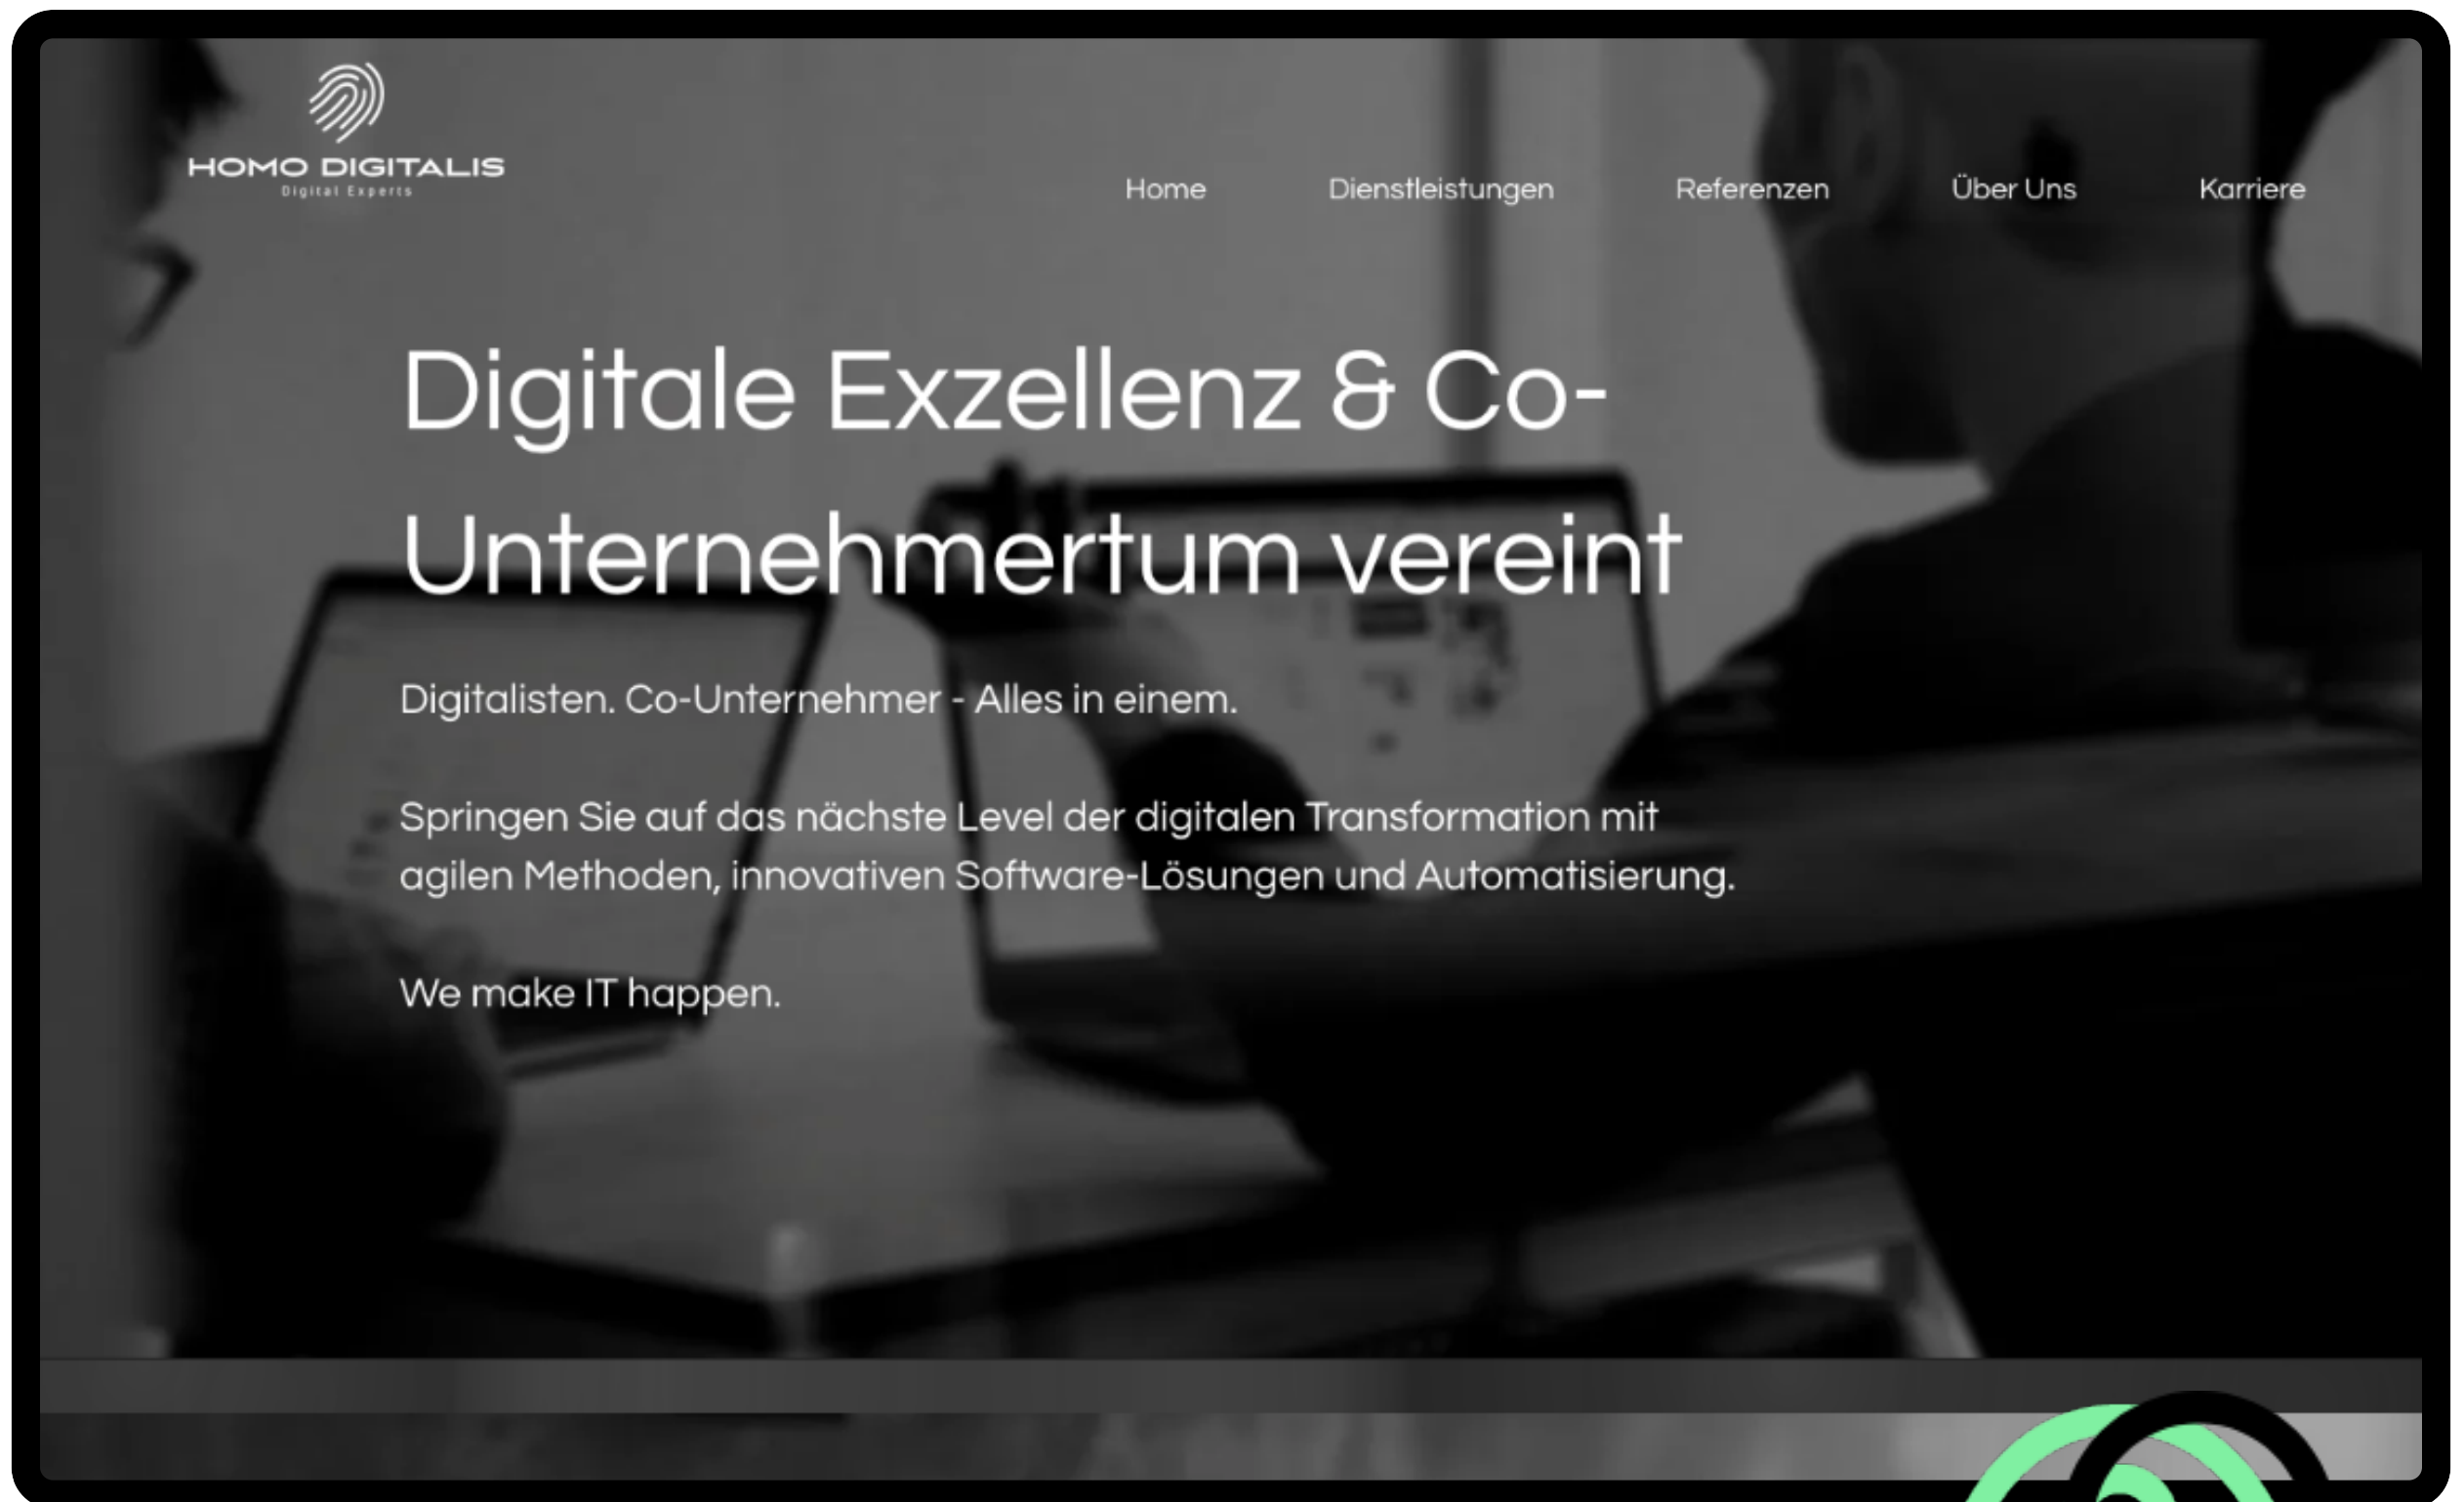 HOMO DIGITALIS
Digital Experts
Home Dienstleistungen Referenzen Über Uns Karriere
Digitale Exzellenz & Co-
Unternehmertum vereint
Digitalisten. Co-Unternehmer - Alles in einem.
Springen Sie auf das nächste Level der digitalen Transformation mit
agilen Methoden, innovativen Software-Lösungen und Automatisierung.
We make IT happen.